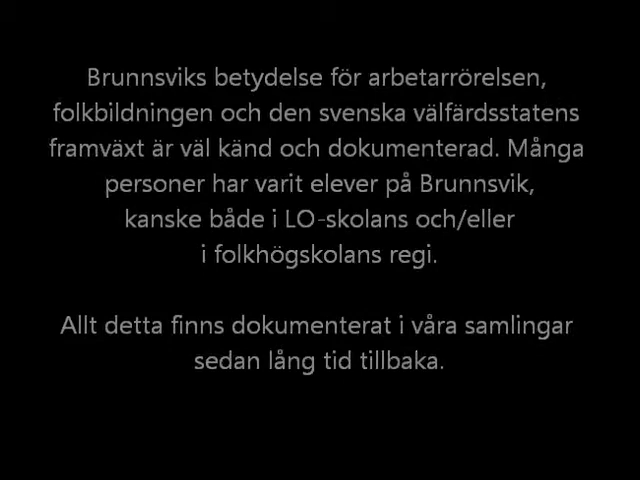 Brunnsviks betydelse för arbetarrörelsen,
folkbildningen och den svenska välfärdsstatens
framväxt är väl känd och dokumenterad. Många
personer har varit elever på Brunnsvik,
kanske både i LO-skolans och/eller
i folkhögskolans regi.
Allt detta finns dokumenterat i våra samlingar
sedan lång tid tillbaka.